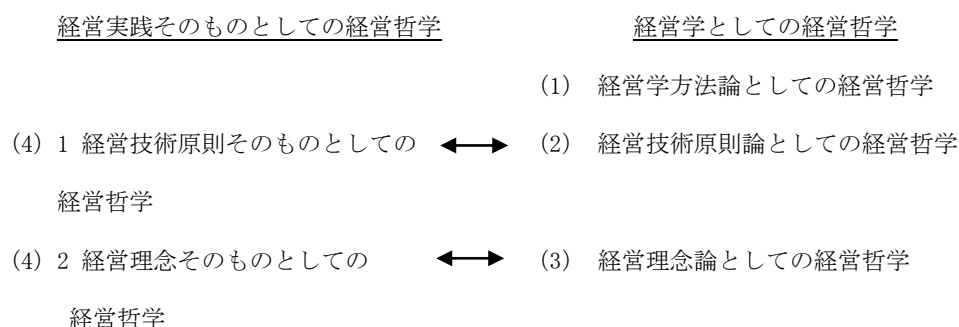 経営実践そのものとしての経営哲学 経営学としての経営哲学
(1) 経営学方法論としての経営哲学
(4) 1 経営技術原則そのものとしての (2) 経営技術原則論としての経営哲学
経営哲学
(4) 2 経営理念そのものとしての (3) 経営理念論としての経営哲学
経営哲学